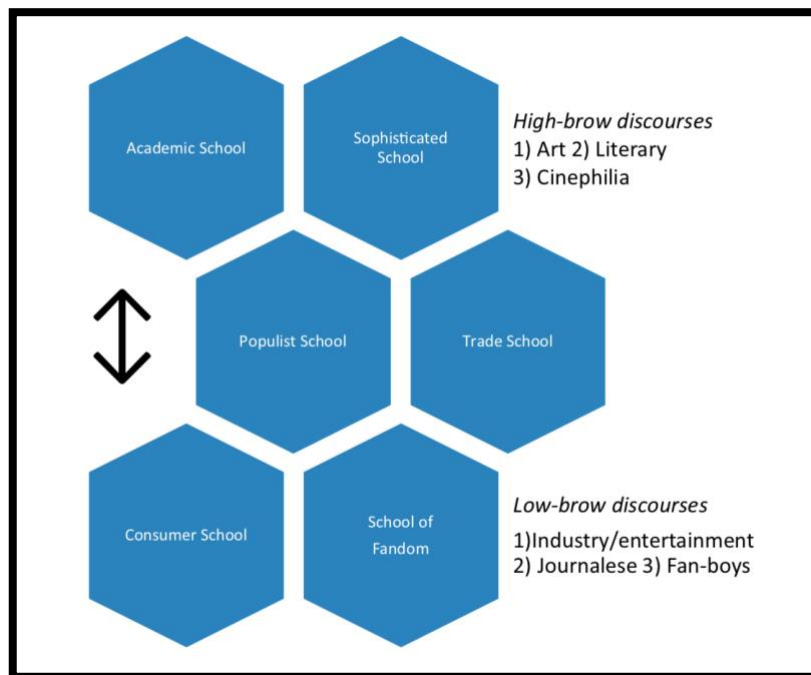 Academic School
Sophisticated
School
High-brow discourses
1) Art 2) Literary
3) Cinephilia
Populist School
Trade School
Consumer School
School of
Fandom
Low-brow discourses
1)Industry/entertainment
2) Journalese 3) Fan-boys